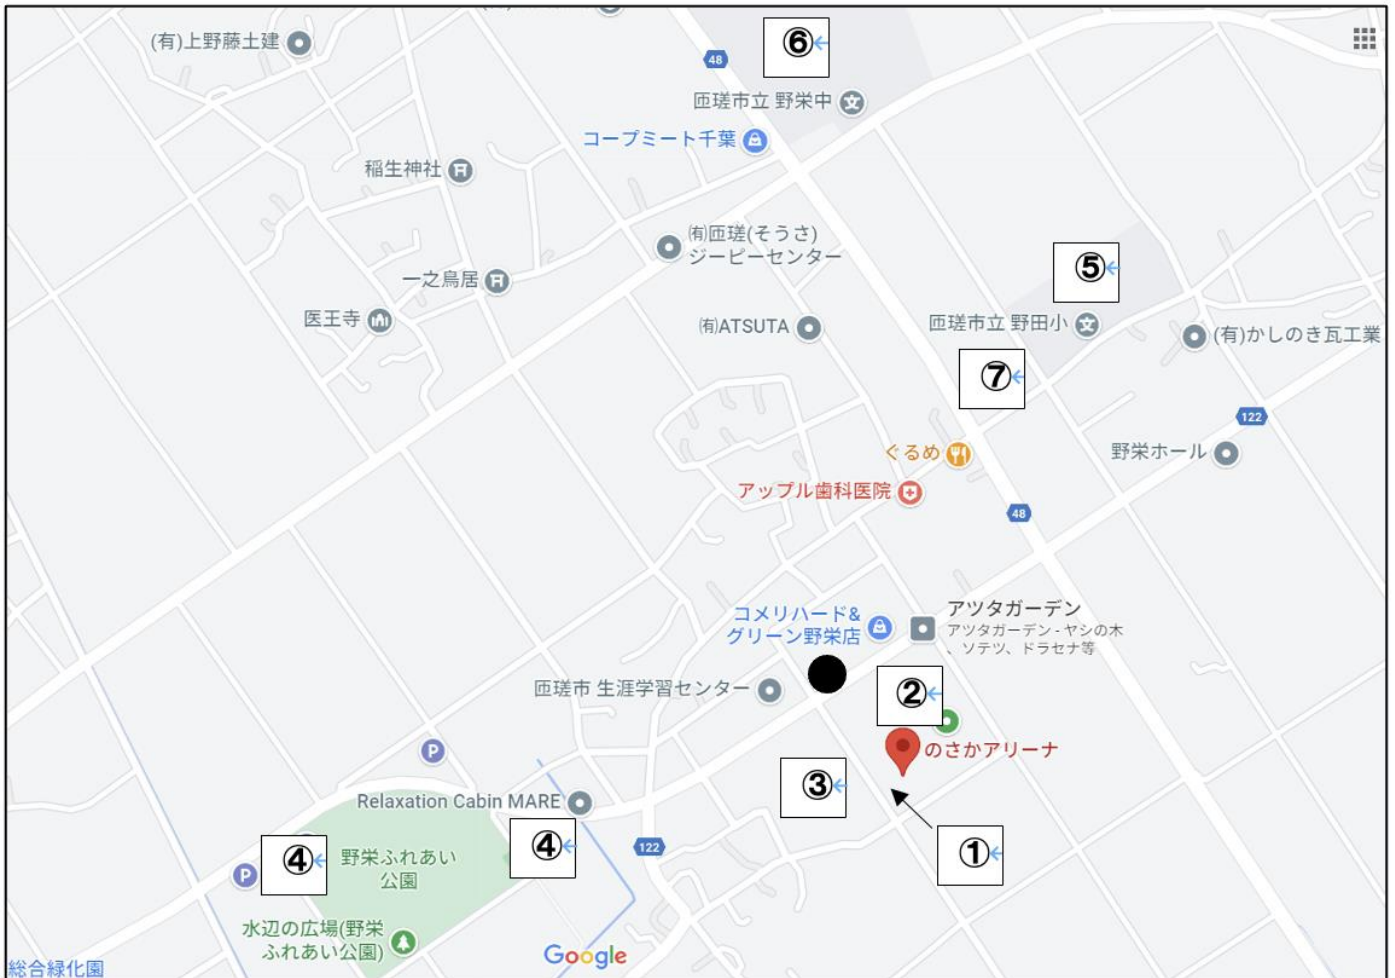 (有)上野藤土建
48
⑥
匝瑳市立 野栄中
コープミート千葉
稲生神社
㈲匝瑳(そうさ)
ジーピーセンター
⑤
一之鳥居
医王寺
㈲ATSUTA
匝瑳市立 野田小
(有)かしのき瓦工業
⑦
122
ぐるめ
野栄ホール
アップル歯科医院
48
コメリハード&
グリーン野栄店
アツタガーデン
アツタガーデン - ヤシの木
、ソテツ、ドラセナ等
匝瑳市 生涯学習センター
②
P
のさかアリーナ
③
Relaxation Cabin MARE
④
122
①
P
④
野栄ふれあい
公園
水辺の広場(野栄
ふれあい公園)
Google
総合緑化園